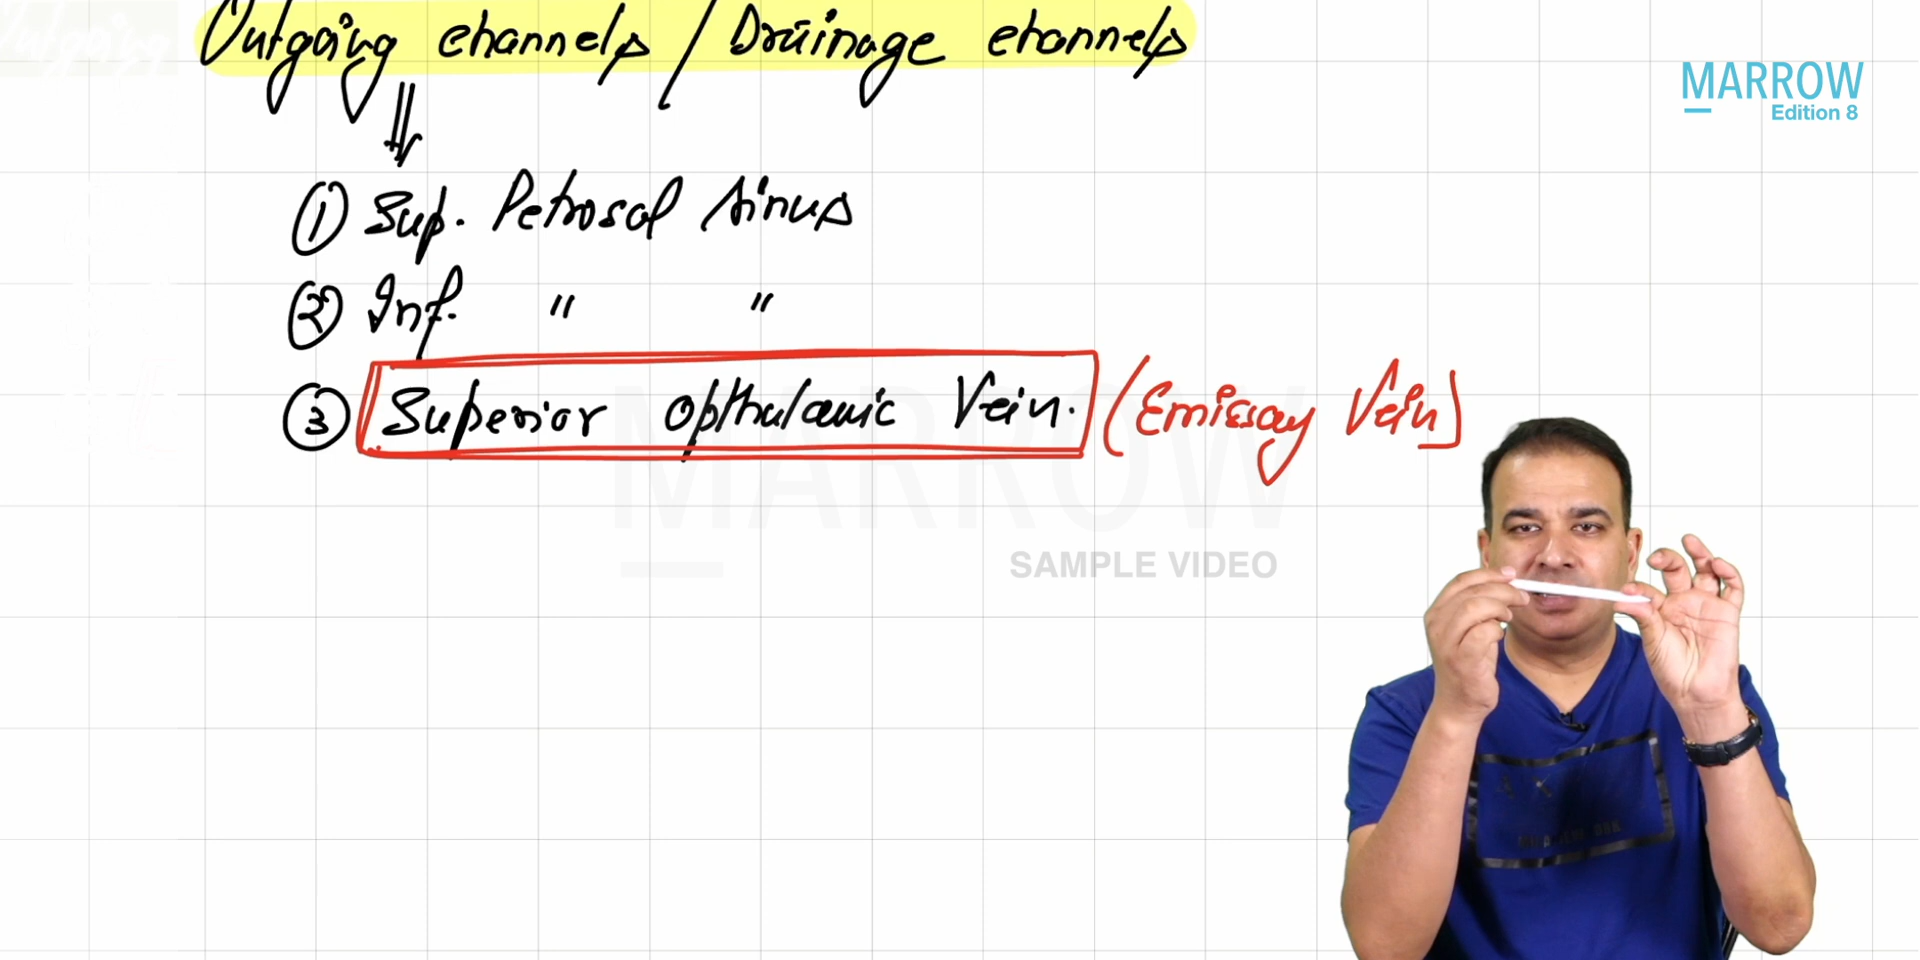 Outgoing channels / Drainage channels
MARROW
Edition 8
① Sup. Petrosal sinus
② Inf. " "
③ Superior opthalamic Vein. (Emissay Vein)
MARROW
SAMPLE VIDEO